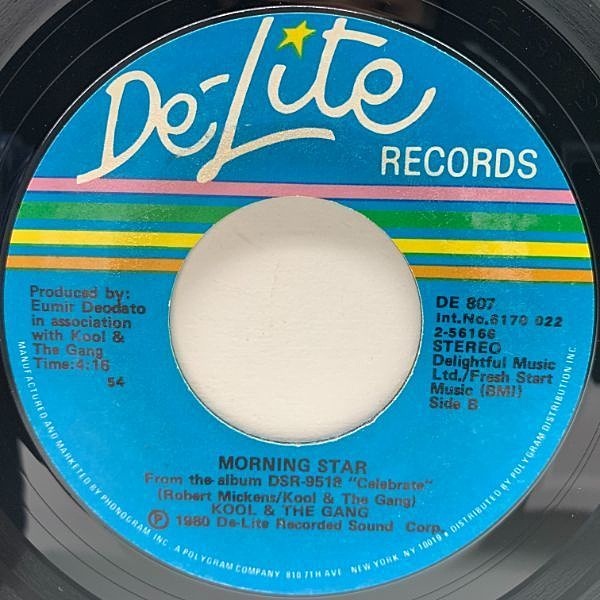 De-Lite
RECORDS
Produced by:
Eumir Deodato
in association
with Kool &
The Gang
Time:4:16
54
DE 807
Int.No.6170 022
2-56166
STEREO
Delightful Music
Ltd./Fresh Start
Music (BMI)
Side B
MORNING STAR
From the album DSR-9518 "Celebrate"
(Robert Mickens/Kool & The Gang)
KOOL & THE GANG
℗ 1980 De-Lite Recorded Sound Corp.
MANUFACTURED AND MARKETED BY PHONOGRAM INC. A POLYGRAM COMPANY 810 7TH AVE NEW YORK, N.Y. 10019 • DISTRIBUTED BY POLYGRAM DISTRIBUTION INC.